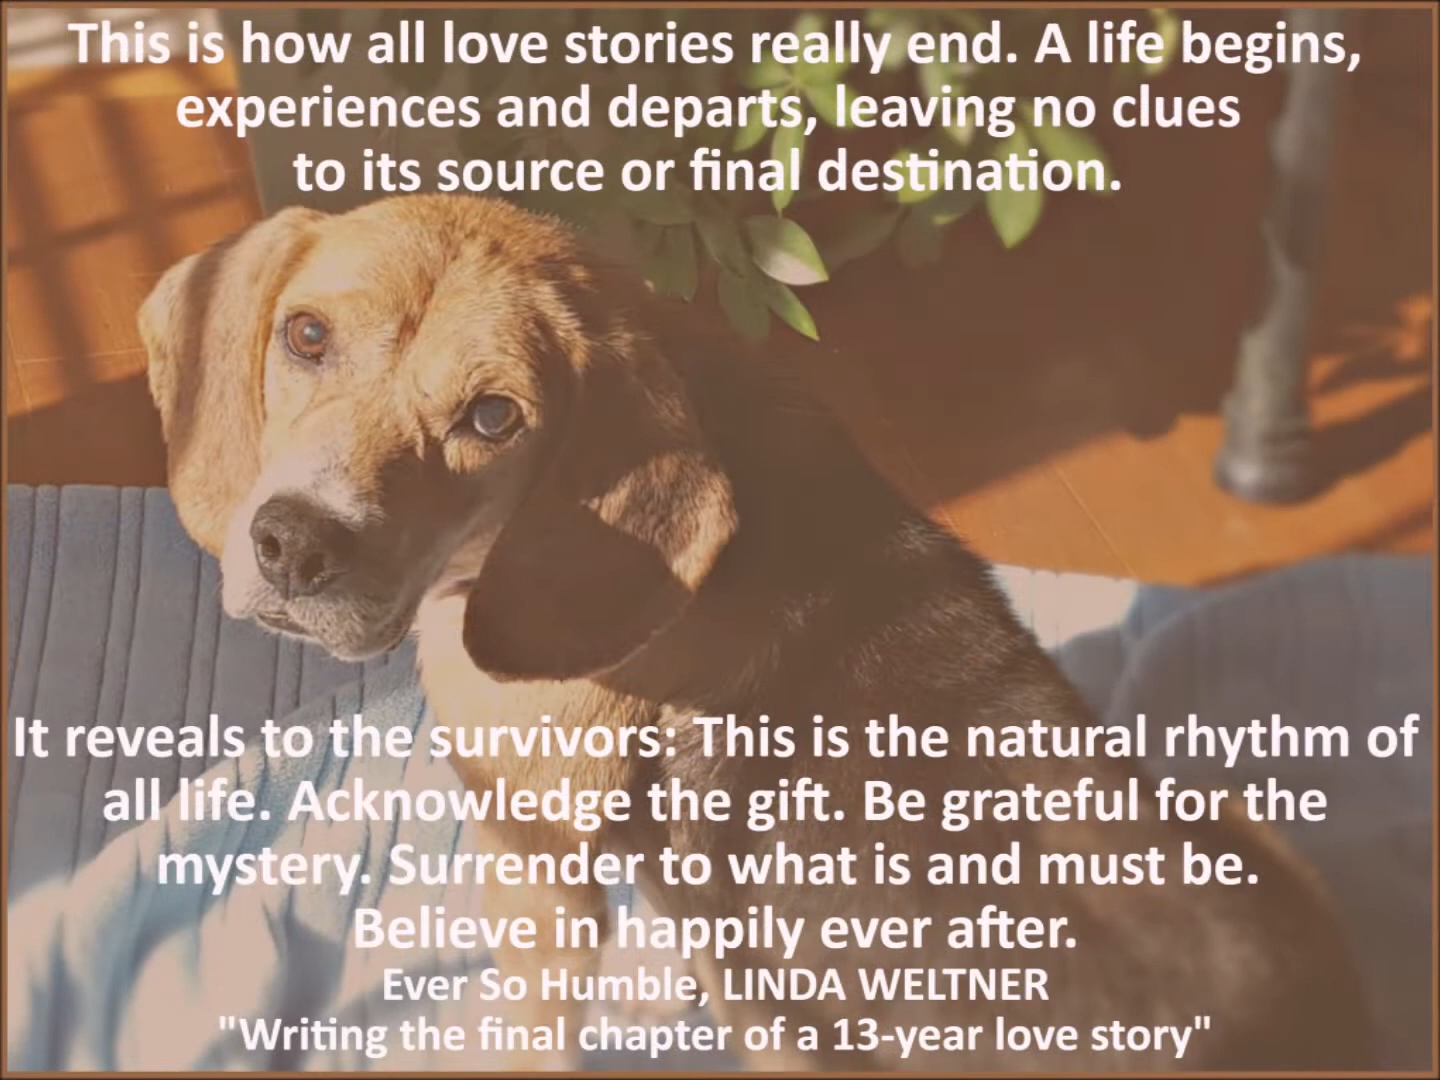 This is how all love stories really end. A life begins,
experiences and departs, leaving no clues
to its source or final destination.
It reveals to the survivors: This is the natural rhythm of
all life. Acknowledge the gift. Be grateful for the
mystery. Surrender to what is and must be.
Believe in happily ever after.
Ever So Humble, LINDA WELTNER
"Writing the final chapter of a 13-year love story"